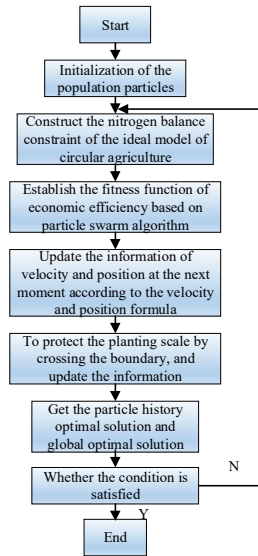 Start
Initialization of the
population particles
Construct the nitrogen balance
constraint of the ideal model of
circular agriculture
Establish the fitness function of
economic efficiency based on
particle swarm algorithm
Update the information of
velocity and position at the next
moment according to the velocity
and position formula
To protect the planting scale by
crossing the boundary, and
update the information
Get the particle history
optimal solution and
global optimal solution
Whether the condition is
satisfied
N
Y
End